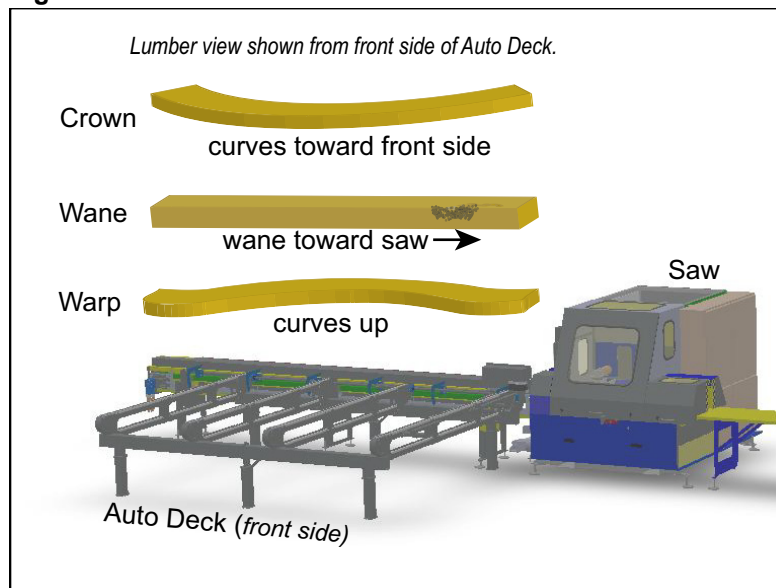 Lumber view shown from front side of Auto Deck.
Crown
curves toward front side
Wane
wane toward saw
Saw
Warp
curves up
Auto Deck (front side)